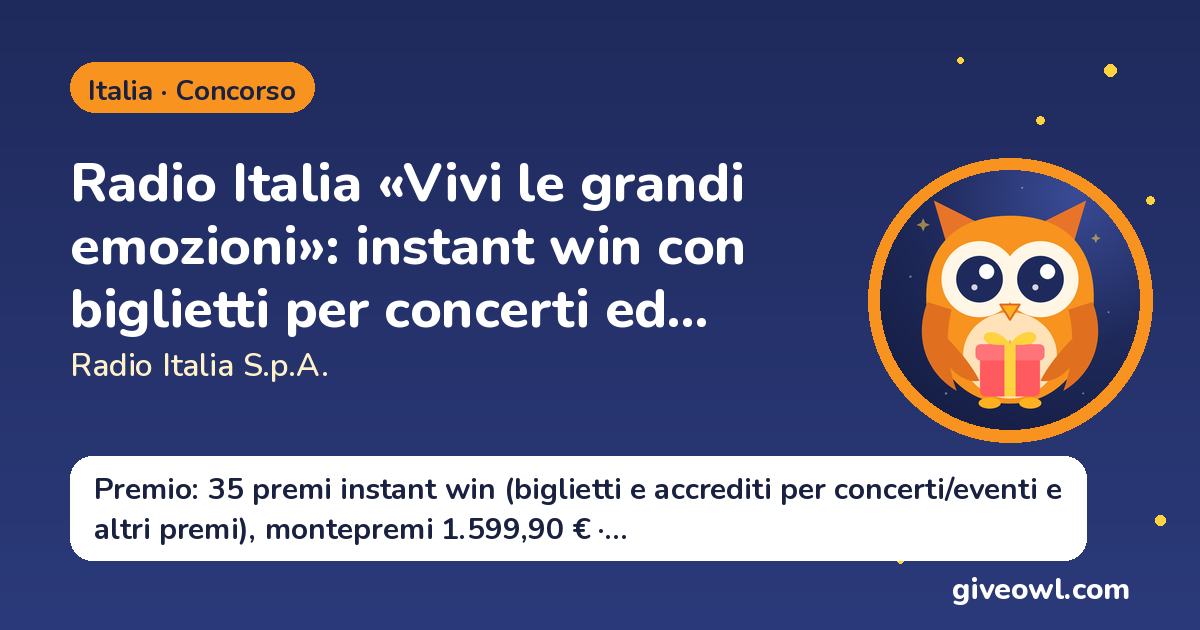 Italia · Concorso
Radio Italia «Vivi le grandi
emozioni»: instant win con
biglietti per concerti ed...
Radio Italia S.p.A.
Premio: 35 premi instant win (biglietti e accrediti per concerti/eventi e
altri premi), montepremi 1.599,90 € ·...
giveowl.com